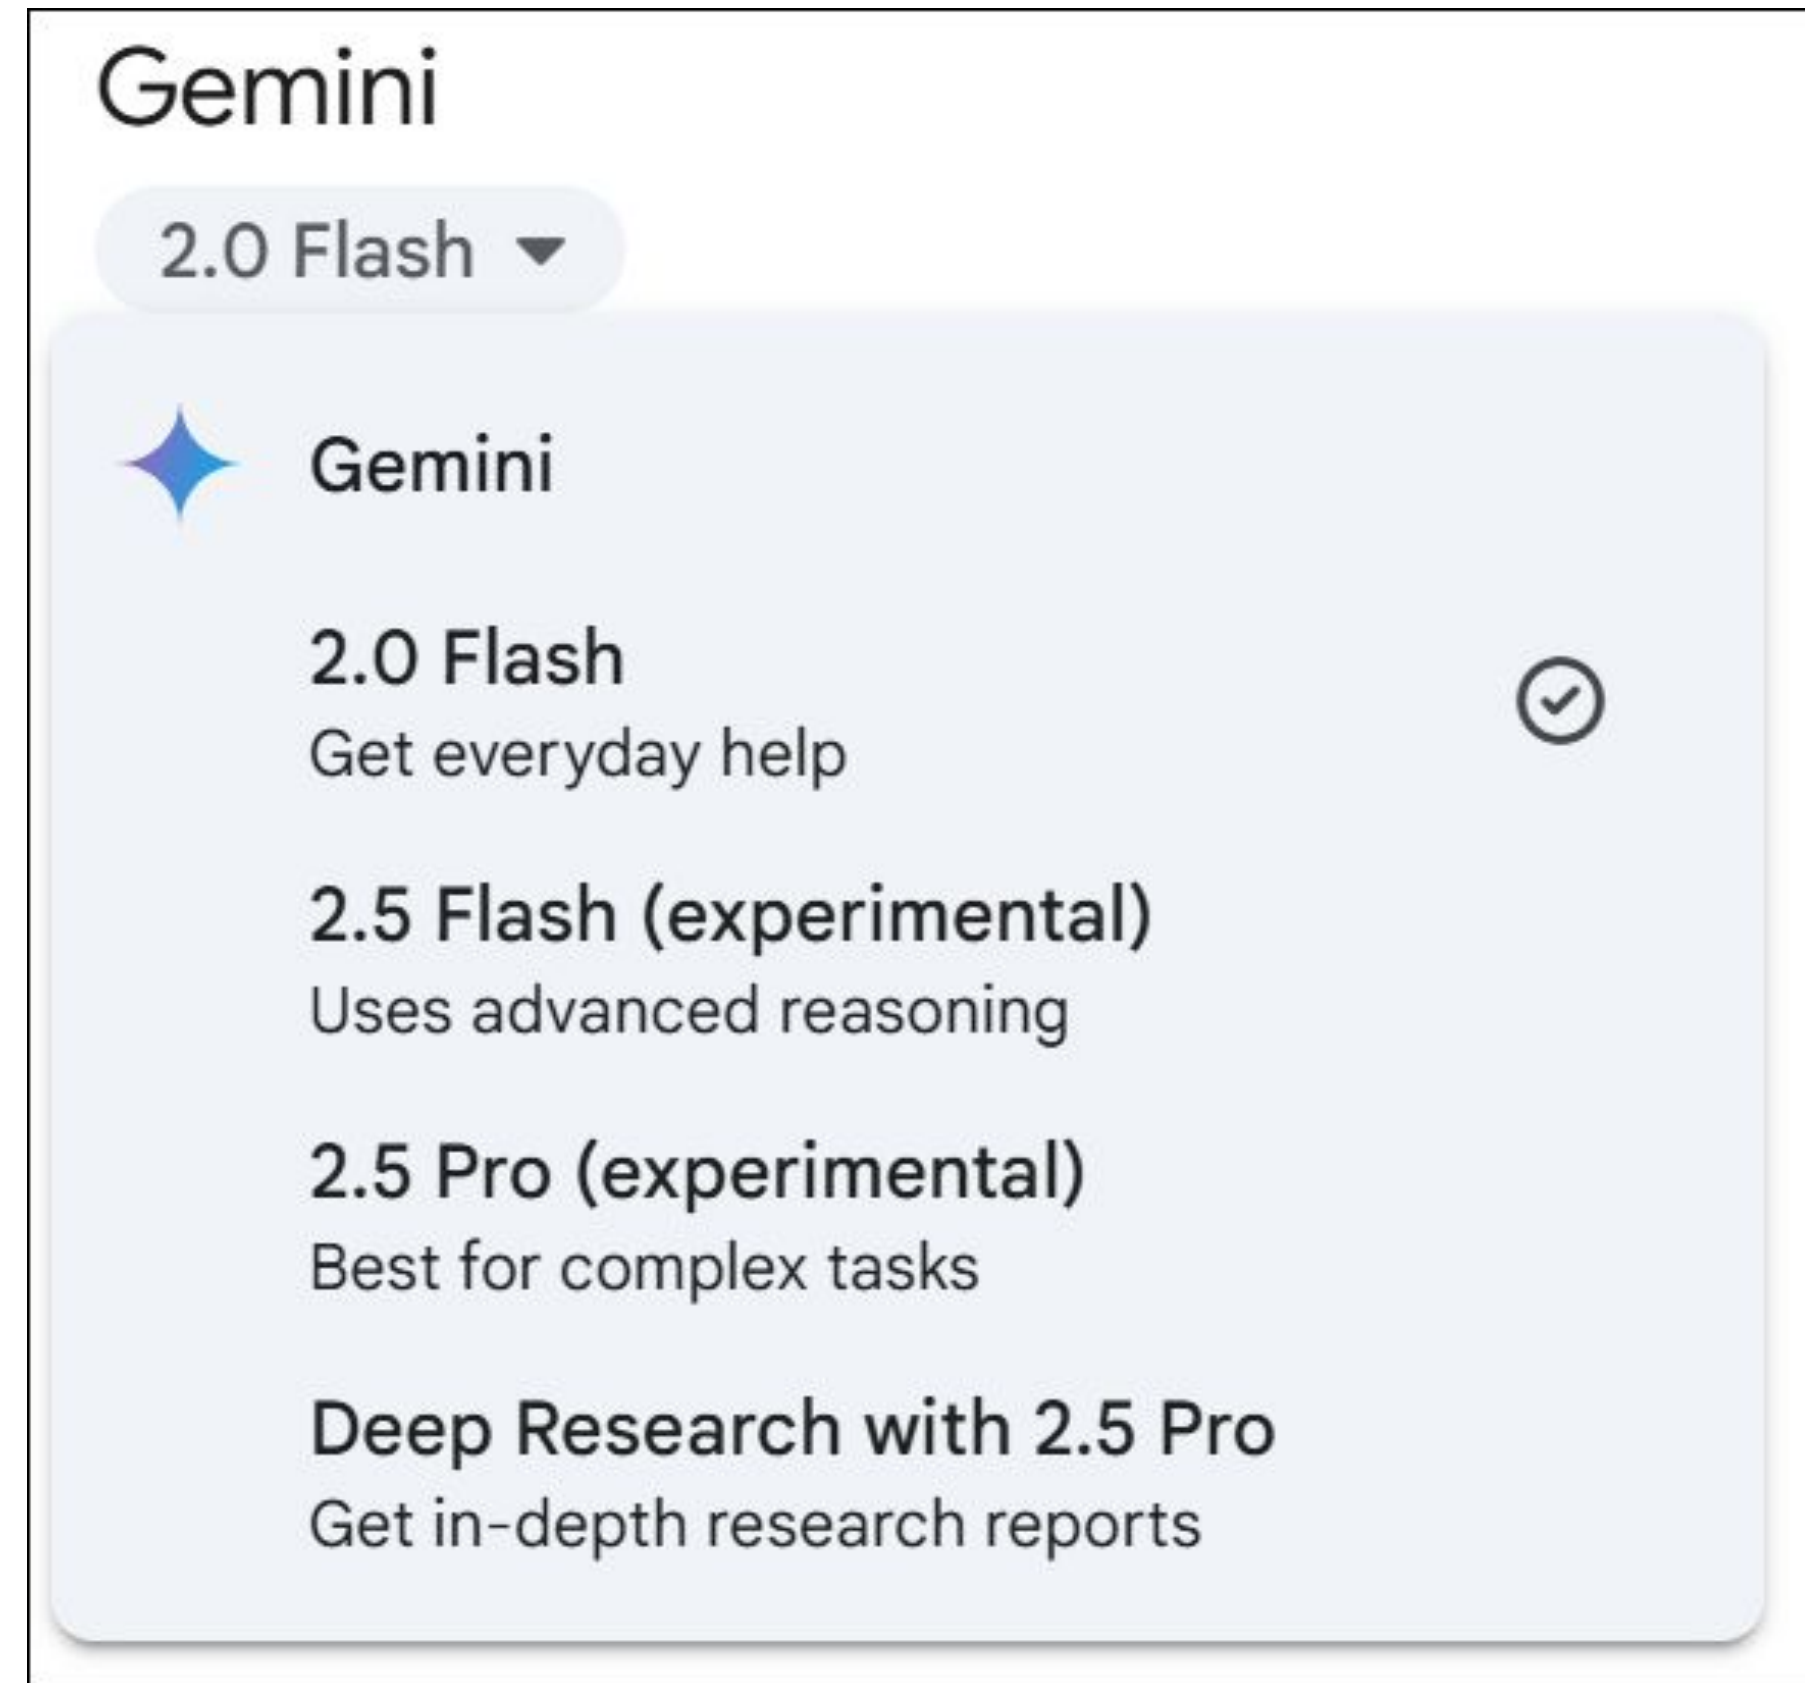 Gemini
2.0 Flash
Gemini
2.0 Flash
Get everyday help
2.5 Flash (experimental)
Uses advanced reasoning
2.5 Pro (experimental)
Best for complex tasks
Deep Research with 2.5 Pro
Get in-depth research reports